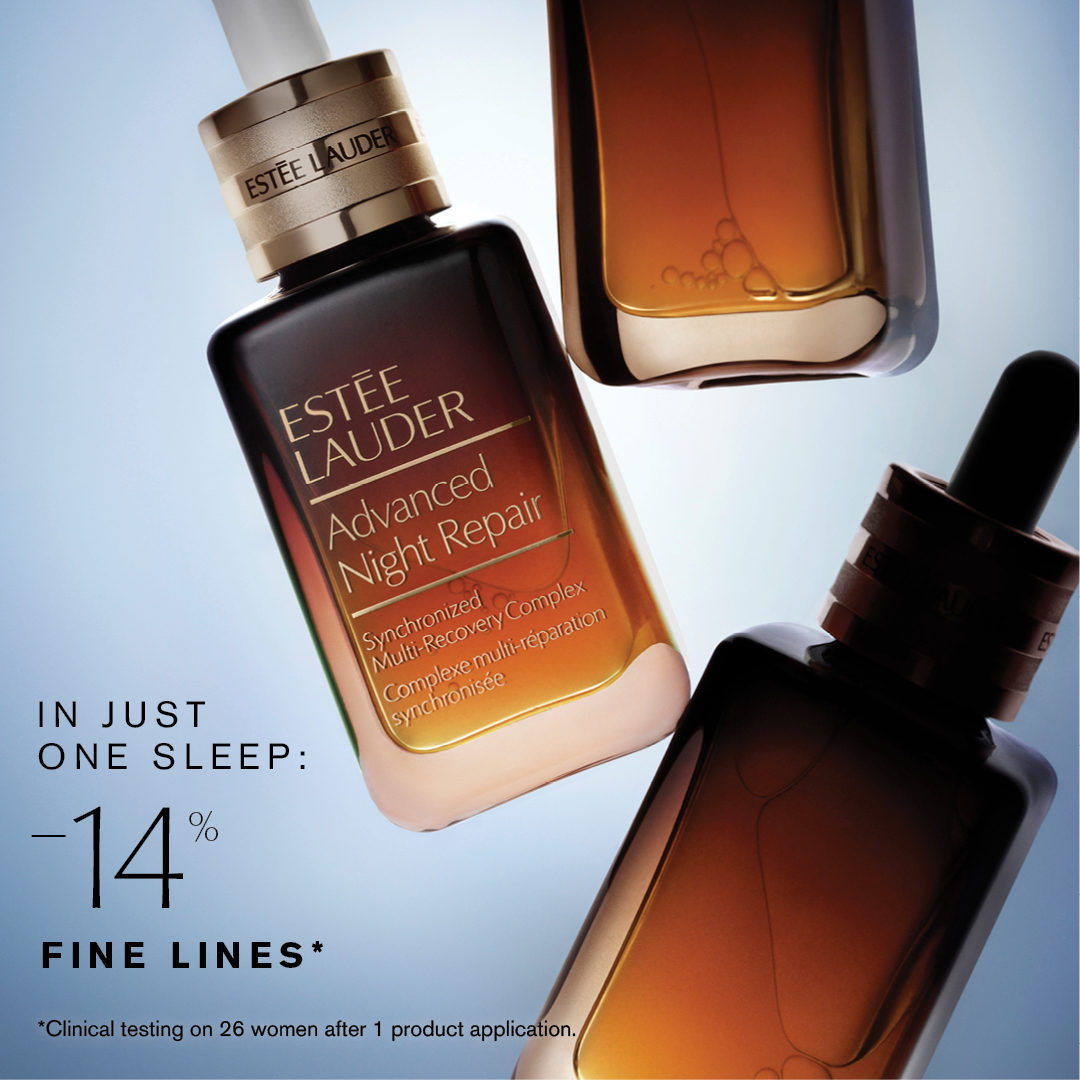 ESTĒE LAUDER
ESTĒE
LAUDER
Advanced
Night Repair
Synchronized
Multi-Recovery Complex
Complexe multi-réparation
synchronisée
IN JUST
ONE SLEEP:
–14%
FINE LINES*
*Clinical testing on 26 women after 1 product application.